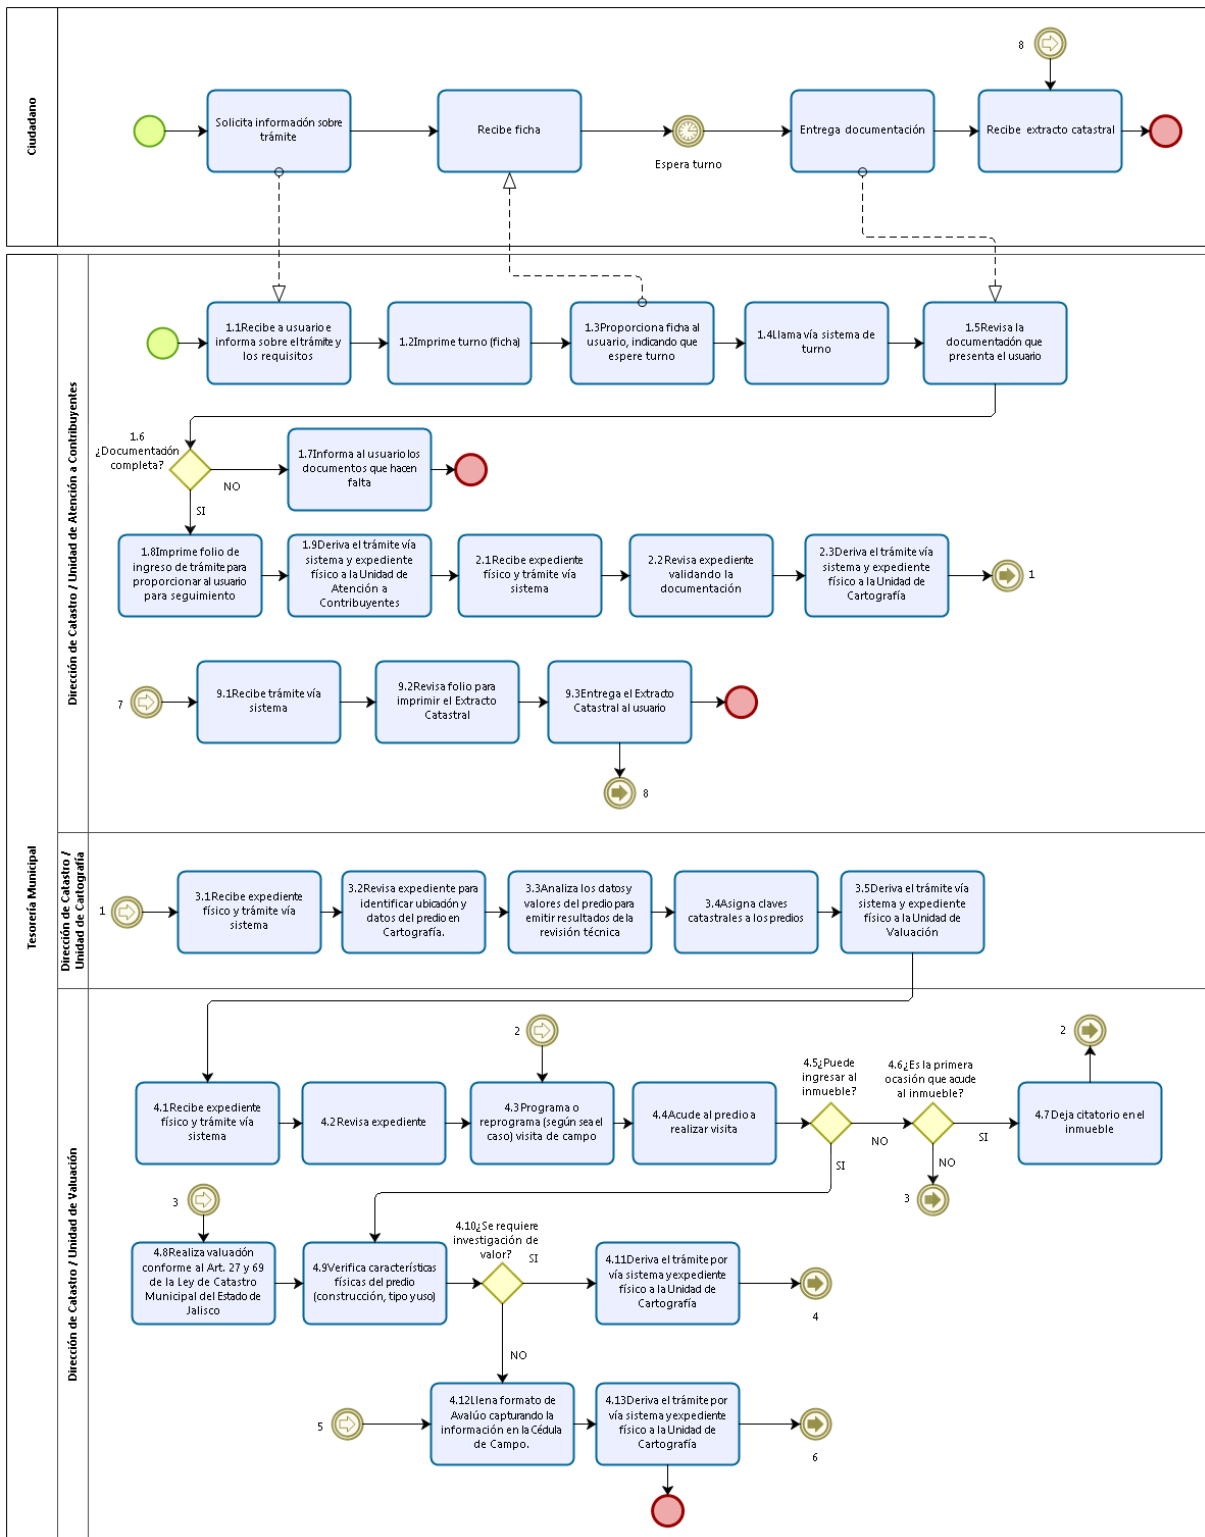 Ciudadano
8
Solicita información sobre
trámite
Recibe ficha
Espera turno
Entrega documentación
Recibe extracto catastral
Tesorería Municipal
Dirección de Catastro / Unidad de Atención a Contribuyentes
1.1Recibe a usuario e
informa sobre el trámite y
los requisitos
1.2Imprime turno (ficha)
1.3Proporciona ficha al
usuario, indicando que
espere turno
1.4Llama vía sistema de
turno
1.5Revisa la
documentación que
presenta el usuario
1.6
¿Documentación
completa?
NO
SI
1.7Informa al usuario los
documentos que hacen
falta
1.8Imprime folio de
ingreso de trámite para
proporcionar al usuario
para seguimiento
1.9Deriva el trámite vía
sistema y expediente
físico a la Unidad de
Atención a
Contribuyentes
2.1Recibe expediente
físico y trámite vía
sistema
2.2Revisa expediente
validando la
documentación
2.3Deriva el trámite vía
sistema y expediente
físico a la Unidad de
Cartografía
1
7
9.1Recibe trámite vía
sistema
9.2Revisa folio para
imprimir el Extracto
Catastral
9.3Entrega el Extracto
Catastral al usuario
8
Dirección de Catastro /
Unidad de Cartografía
1
3.1Recibe expediente
físico y trámite vía
sistema
3.2Revisa expediente para
identificar ubicación y
datos del predio en
Cartografía.
3.3Analiza los datos y
valores del predio para
emitir resultados de la
revisión técnica
3.4Asigna claves
catastrales a los predios
3.5Deriva el trámite vía
sistema y expediente
físico a la Unidad de
Valuación
Dirección de Catastro / Unidad de Valuación
2
4.1Recibe expediente
físico y trámite vía
sistema
4.2Revisa expediente
4.3 Programa o
reprograma (según sea el
caso) visita de campo
4.4Acude al predio a
realizar visita
4.5¿Puede
ingresar al
inmueble?
NO
SI
4.6¿Es la primera
ocasión que acude
al inmueble?
SI
NO
2
4.7 Deja citatorio en el
inmueble
3
3
4.8Realiza valuación
conforme al Art. 27 y 69
de la Ley de Catastro
Municipal del Estado de
Jalisco
4.9Verifica características
físicas del predio
(construcción, tipo y uso)
4.10¿Se requiere
investigación de
valor?
SI
NO
4.11Deriva el trámite por
vía sistema y expediente
físico a la Unidad de
Cartografía
4
5
4.12Llena formato de
Avalúo capturando la
información en la Cédula
de Campo.
4.13Deriva el trámite por
vía sistema y expediente
físico a la Unidad de
Cartografía
6